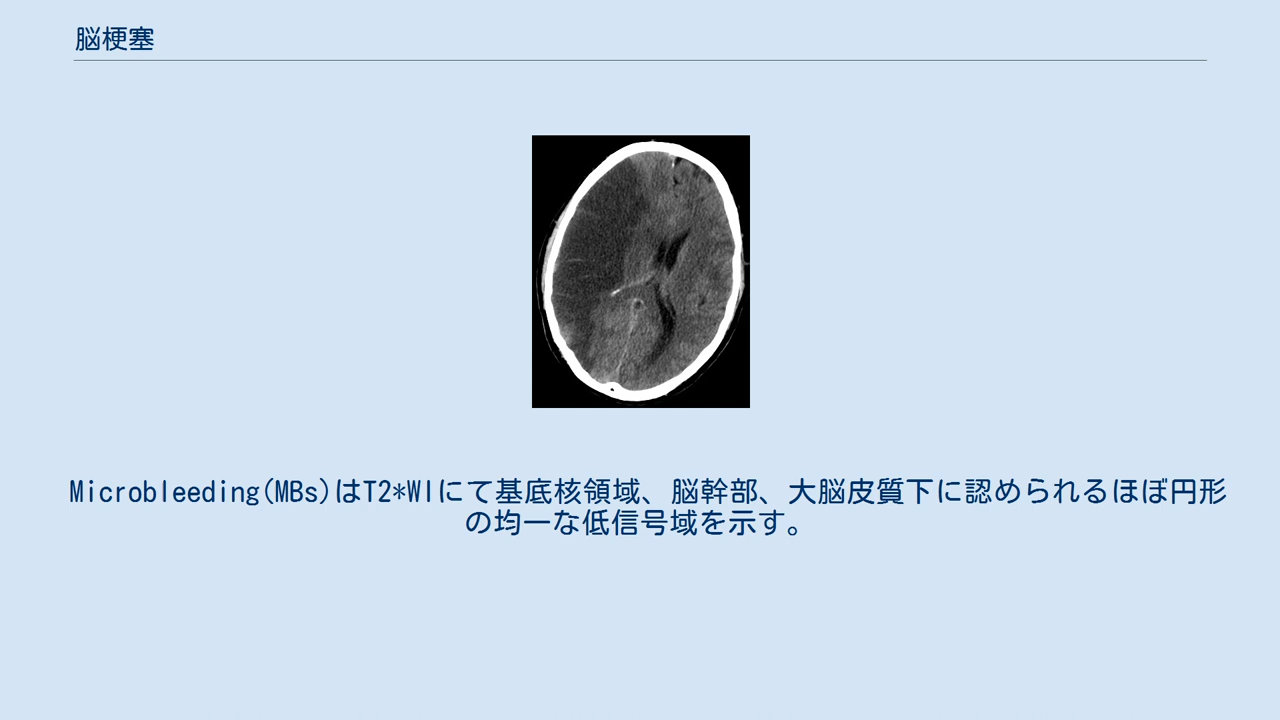 脳梗塞
Microbleeding(MBs)はT2*WIにて基底核領域、脳幹部、大脳皮質下に認められるほぼ円形
の均一な低信号域を示す。